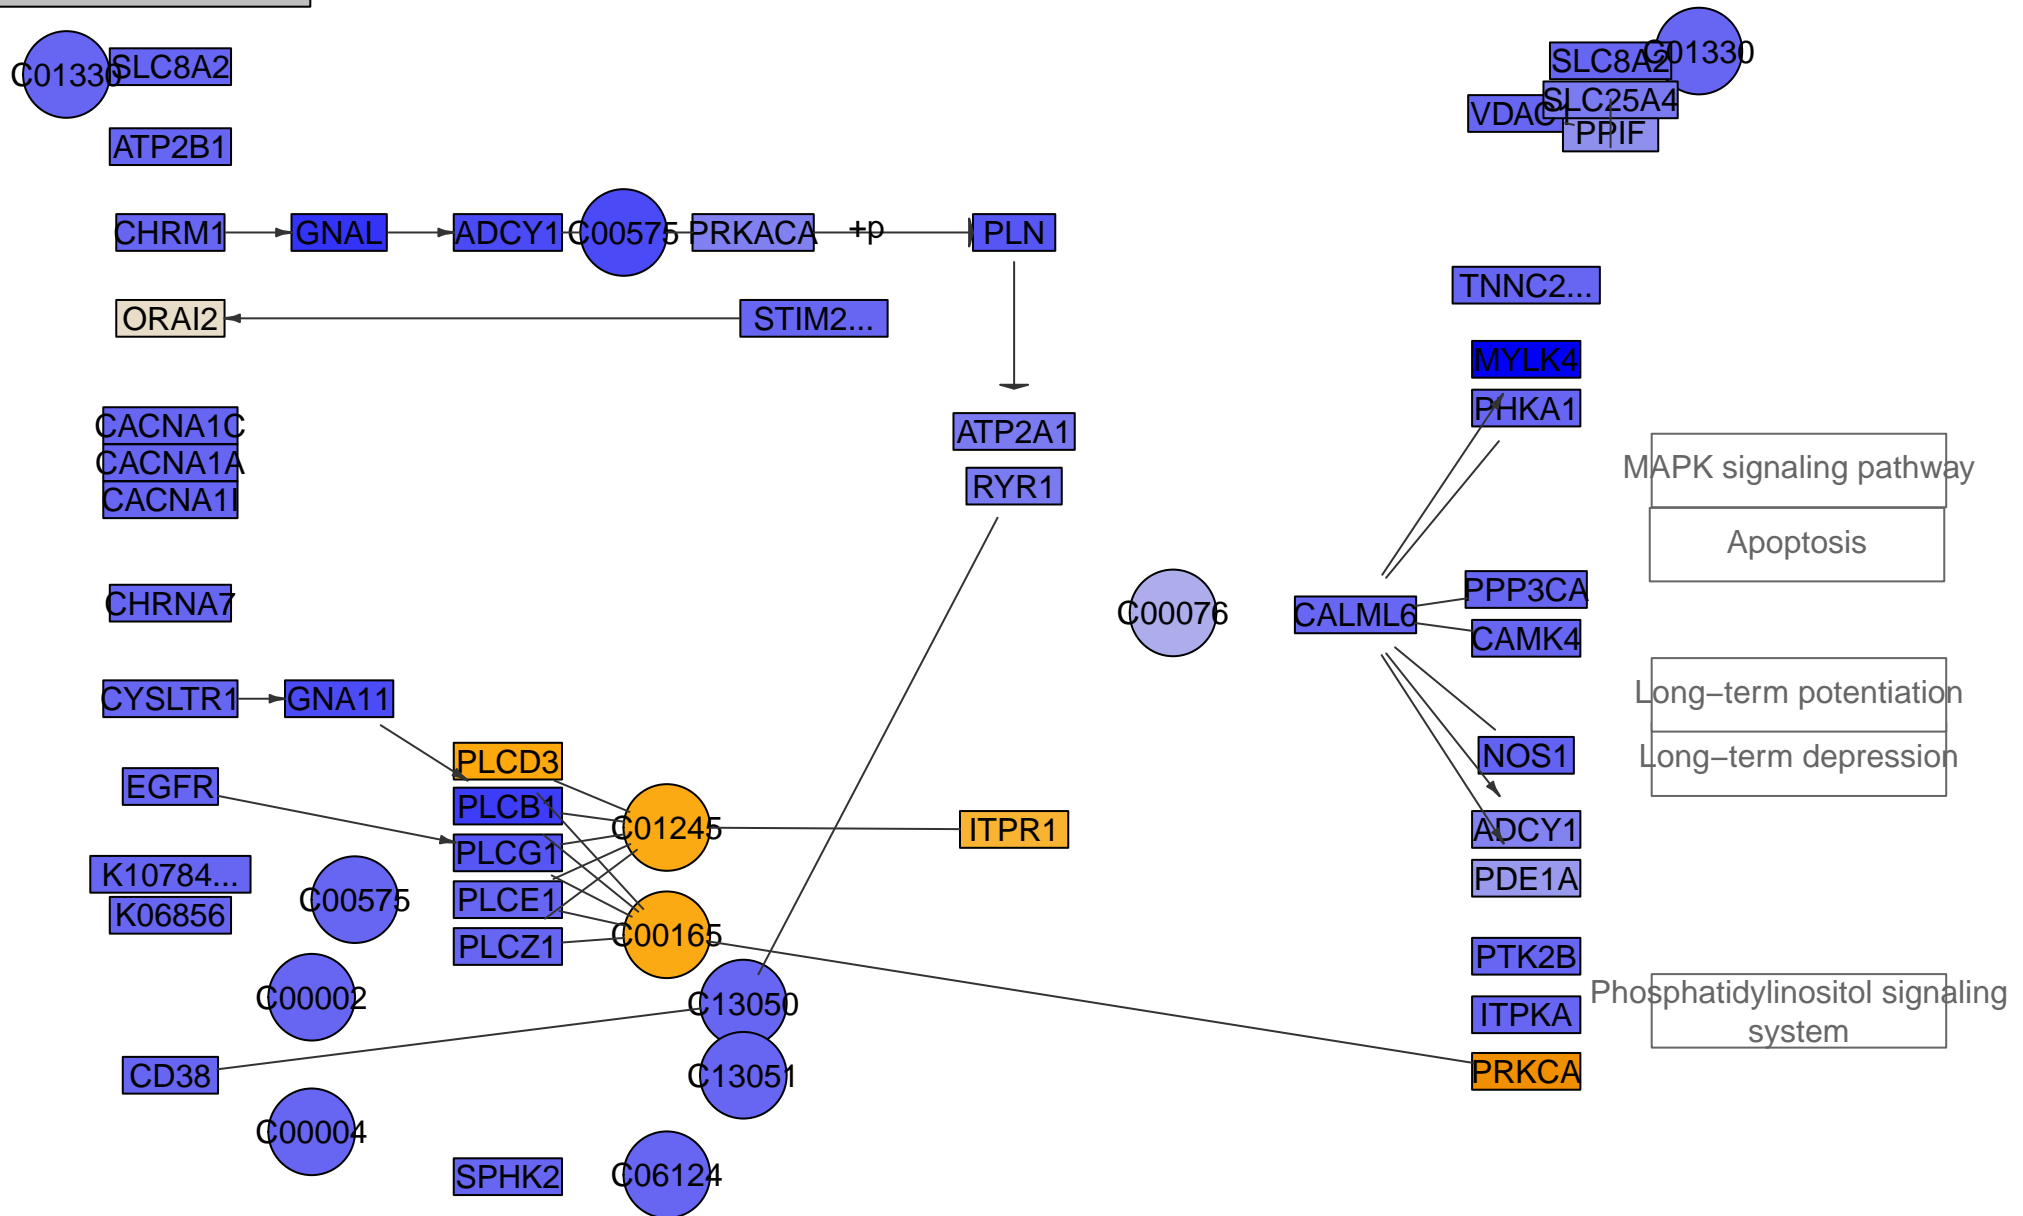 C01330
SLC8A2
SLC8A2
C01330
SLC25A4
VDAC1
PPIF
ATP2B1
CHRM1
GNAL
ADCY1
C00575
PRKACA
+p
PLN
TNNC2...
ORAI2
STIM2...
MYLK4
PHKA1
CACNA1C
CACNA1A
CACNA1I
ATP2A1
RYR1
MAPK signaling pathway
Apoptosis
CHRNA7
C00076
CALML6
PPP3CA
CAMK4
CYSLTR1
GNA11
Long−term potentiation
Long−term depression
NOS1
PLCD3
EGFR
PLCB1
C01245
ITPR1
ADCY1
PLCG1
K10784...
C00575
PLCE1
PDE1A
K06856
C00165
PLCZ1
PTK2B
C00002
C13050
ITPKA
Phosphatidylinositol signaling
system
CD38
C13051
PRKCA
C00004
SPHK2
C06124